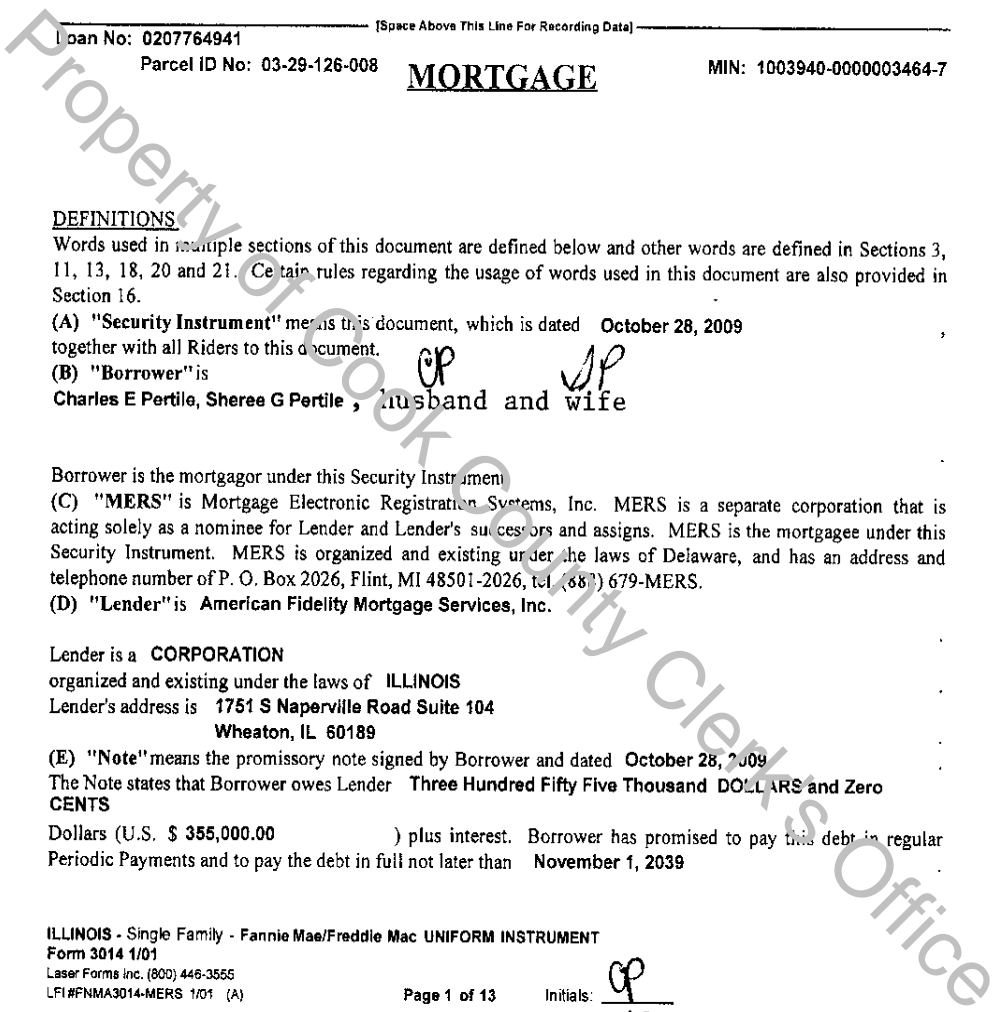 [Space Above This Line For Recording Data]
Loan No: 0207764941
Parcel ID No: 03-29-126-008
MORTGAGE
MIN: 1003940-0000003464-7
DEFINITIONS
Words used in multiple sections of this document are defined below and other words are defined in Sections 3,
11, 13, 18, 20 and 21. Certain rules regarding the usage of words used in this document are also provided in
Section 16.
(A) "Security Instrument" means this document, which is dated October 28, 2009 ,
together with all Riders to this document.
(B) "Borrower" is
CP SP
Charles E Pertile, Sheree G Pertile , husband and wife
Borrower is the mortgagor under this Security Instrument
(C) "MERS" is Mortgage Electronic Registration Systems, Inc. MERS is a separate corporation that is
acting solely as a nominee for Lender and Lender's successors and assigns. MERS is the mortgagee under this
Security Instrument. MERS is organized and existing under the laws of Delaware, and has an address and
telephone number of P. O. Box 2026, Flint, MI 48501-2026, tel. (888) 679-MERS.
(D) "Lender" is American Fidelity Mortgage Services, Inc.
Lender is a CORPORATION
organized and existing under the laws of ILLINOIS
Lender's address is 1751 S Naperville Road Suite 104
Wheaton, IL 60189
(E) "Note" means the promissory note signed by Borrower and dated October 28, 2009
The Note states that Borrower owes Lender Three Hundred Fifty Five Thousand DOLLARS and Zero
CENTS
Dollars (U.S. $ 355,000.00 ) plus interest. Borrower has promised to pay this debt in regular
Periodic Payments and to pay the debt in full not later than November 1, 2039
ILLINOIS - Single Family - Fannie Mae/Freddie Mac UNIFORM INSTRUMENT
Form 3014 1/01
Laser Forms Inc. (800) 446-3555
LFI #FNMA3014-MERS 1/01 (A)
Page 1 of 13
Initials: CP
Property of Cook County Clerk's Office